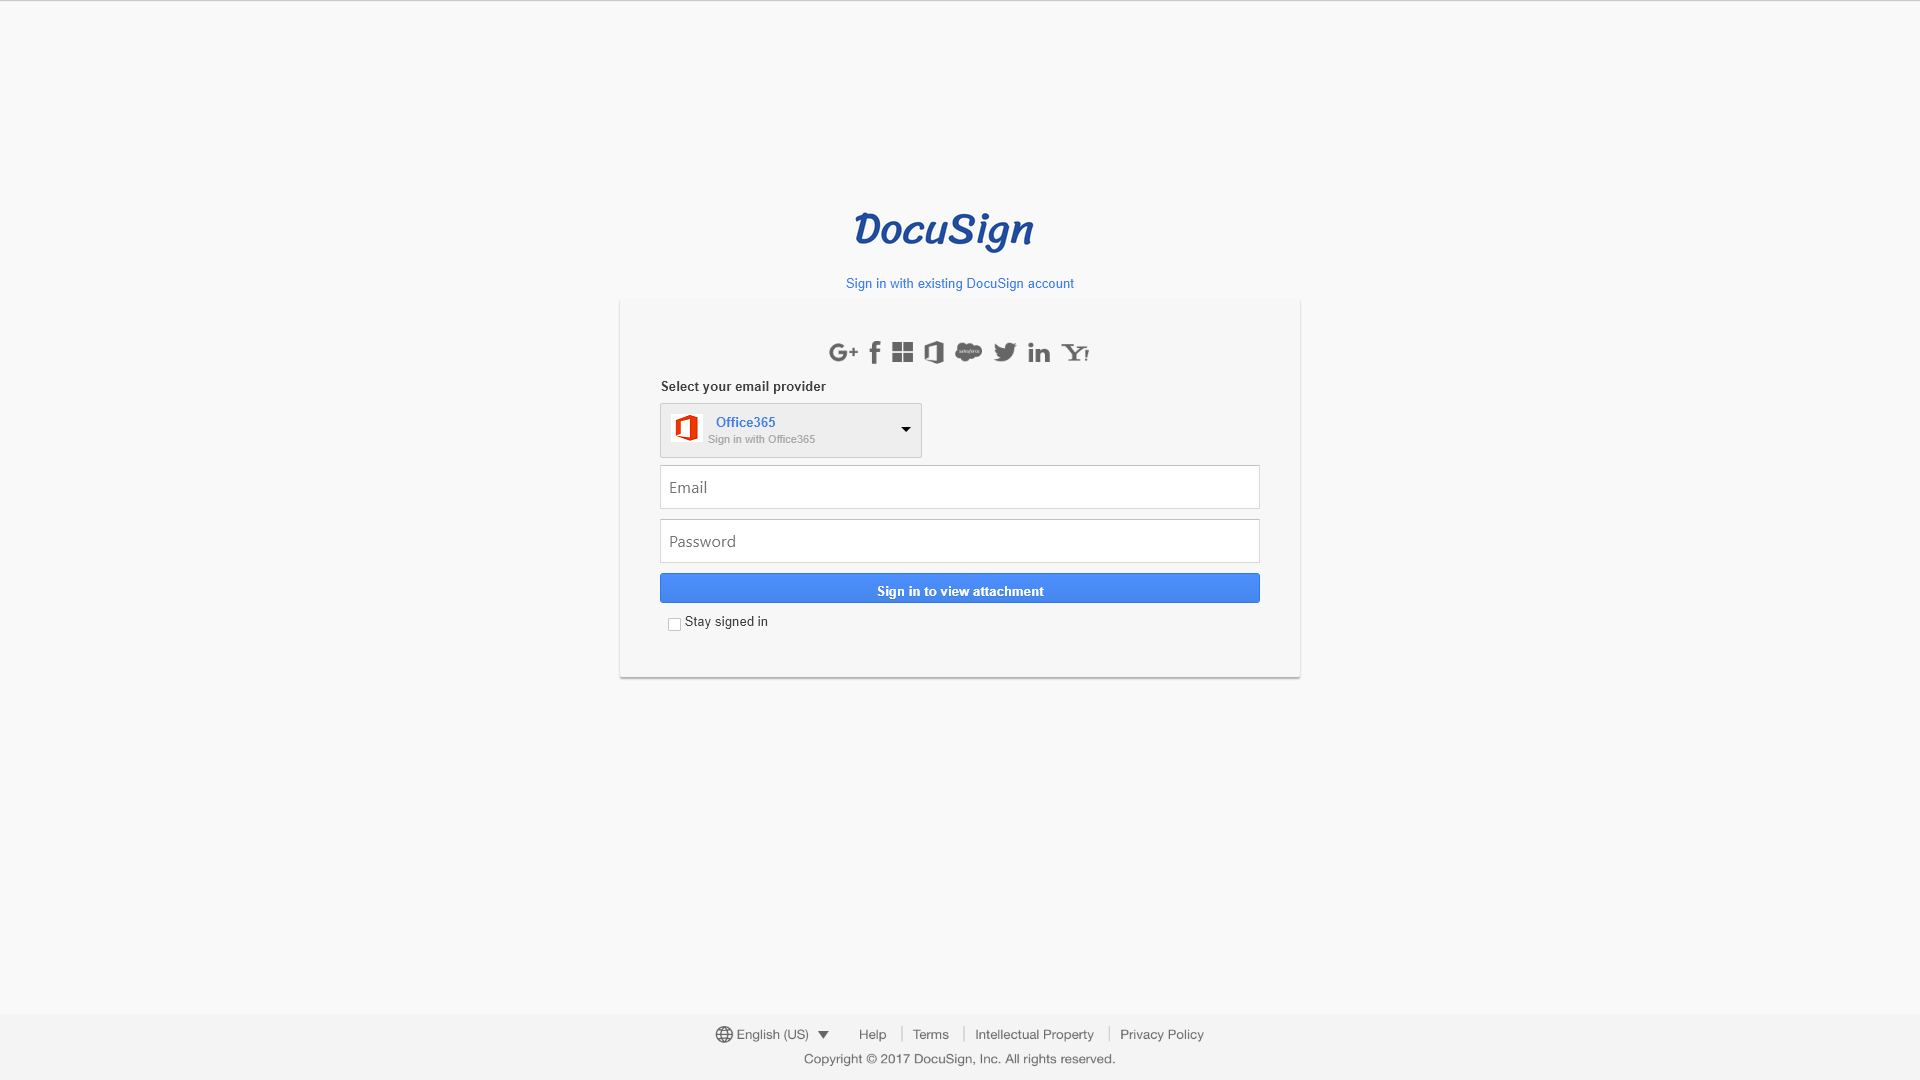 DocuSign
Sign in with existing DocuSign account
G+ f salesforce in Y!
Select your email provider
Office365
Sign in with Office365
Email
Password
Sign in to view attachment
Stay signed in
English (US) Help Terms Intellectual Property Privacy Policy
Copyright © 2017 DocuSign, Inc. All rights reserved.